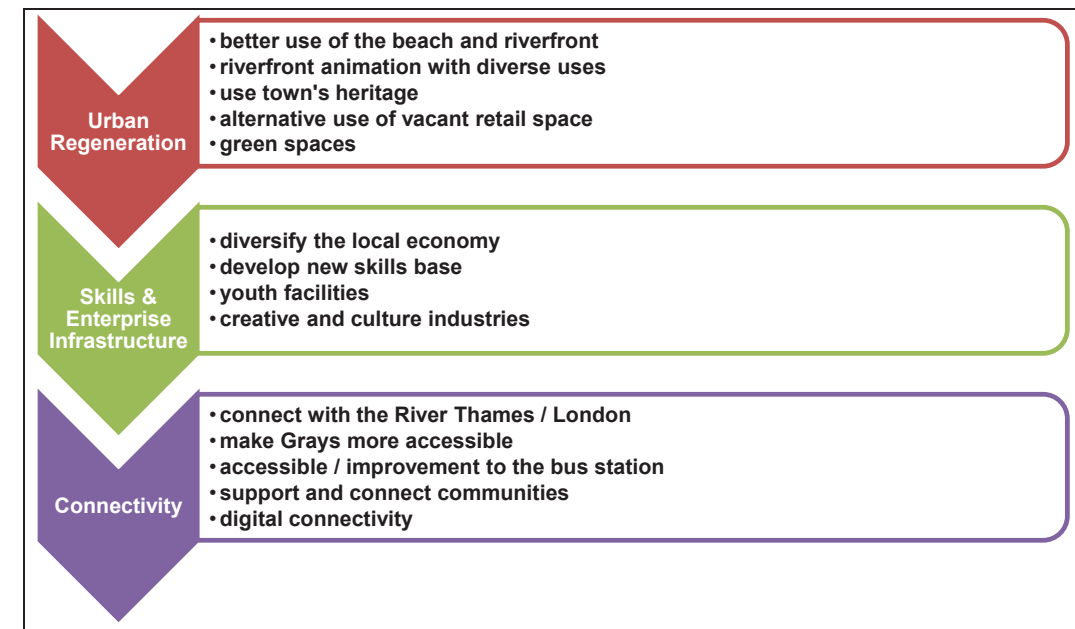 Urban
Regeneration
• better use of the beach and riverfront
• riverfront animation with diverse uses
• use town's heritage
• alternative use of vacant retail space
• green spaces
Skills &
Enterprise
Infrastructure
• diversify the local economy
• develop new skills base
• youth facilities
• creative and culture industries
Connectivity
• connect with the River Thames / London
• make Grays more accessible
• accessible / improvement to the bus station
• support and connect communities
• digital connectivity